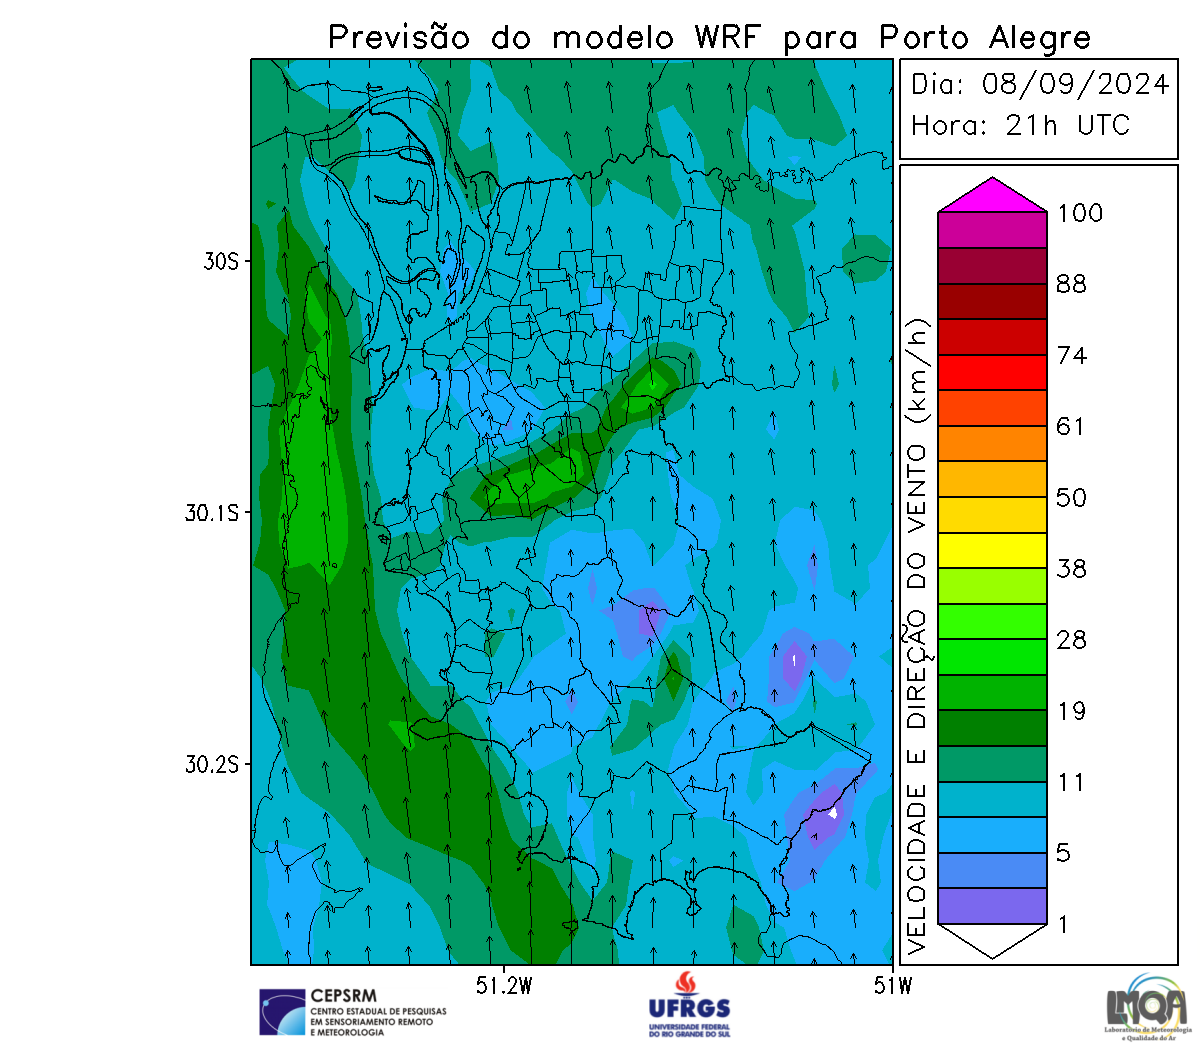 Previsão do modelo WRF para Porto Alegre
Dia: 08/09/2024
Hora: 21h UTC
30S
30.1S
30.2S
51.2W
51W
VELOCIDADE E DIREÇÃO DO VENTO (km/h)
100
88
74
61
50
38
28
19
11
5
1
CEPSRM
CENTRO ESTADUAL DE PESQUISAS
EM SENSORIAMENTO REMOTO
E METEOROLOGIA
UFRGS
UNIVERSIDADE FEDERAL
DO RIO GRANDE DO SUL
LMQA
Laboratório de Meteorologia
e Qualidade do Ar